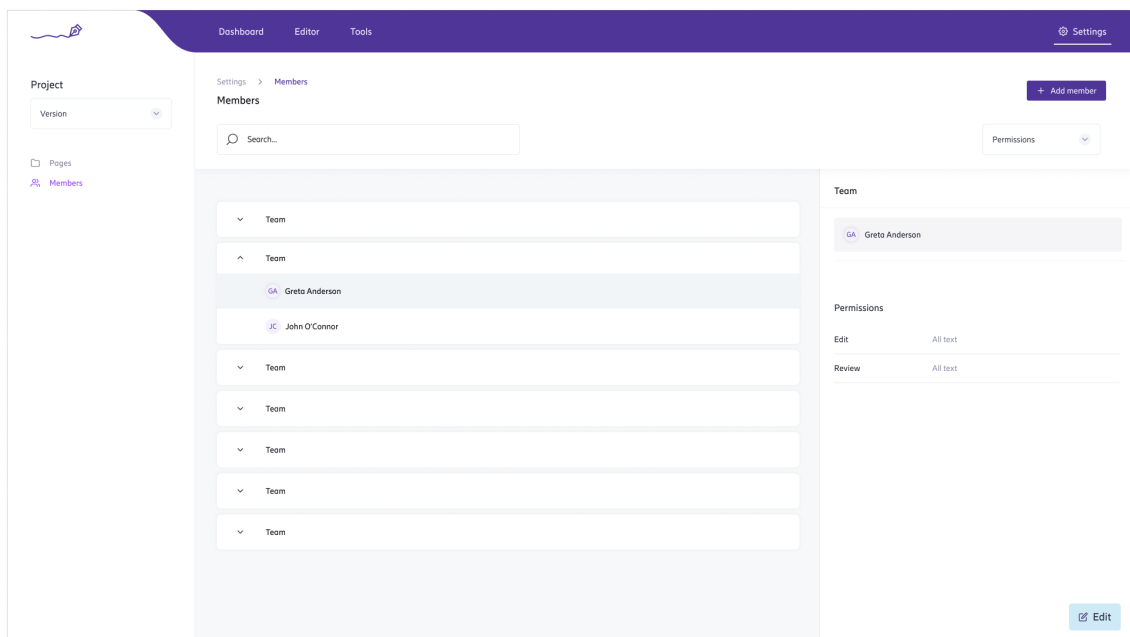 Dashboard Editor Tools Settings
Project
Version
Pages
Members
Settings > Members
Members
+ Add member
Search...
Permissions
Team
Team
GA Greta Anderson
JC John O'Connor
Team
Team
Team
Team
Team
Team
GA Greta Anderson
Permissions
Edit All text
Review All text
Edit